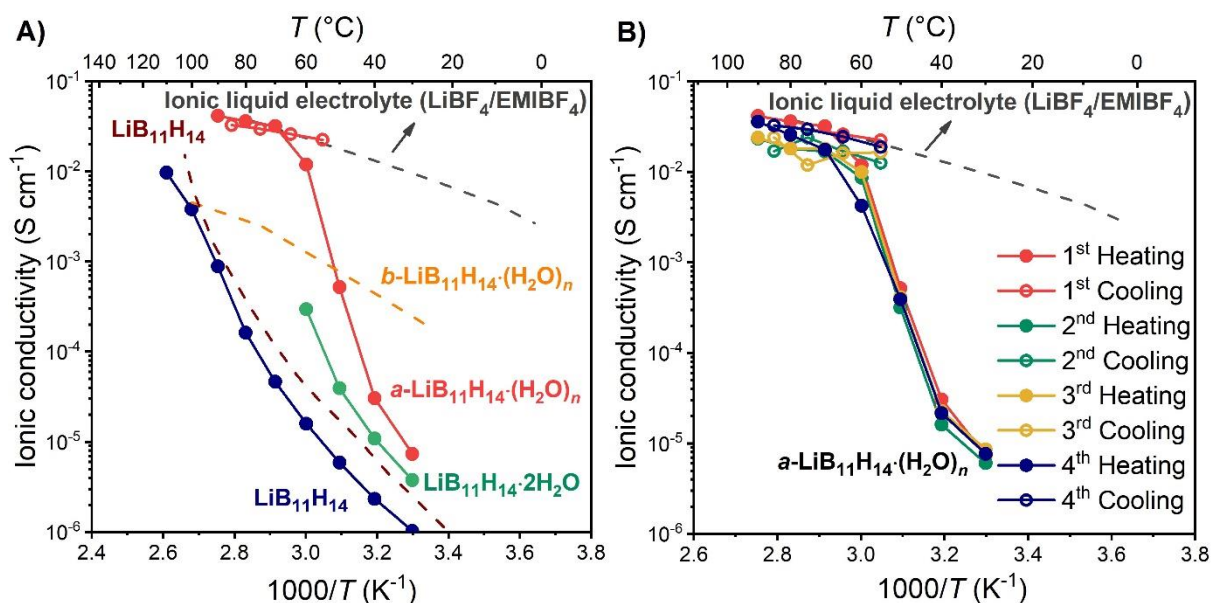 A)
T (°C)
140 120 100 80 60 40 20 0
10⁻¹
10⁻²
10⁻³
10⁻⁴
10⁻⁵
10⁻⁶
Ionic conductivity (S cm⁻¹)
Ionic liquid electrolyte (LiBF₄/EMIBF₄)
LiB₁₁H₁₄
b-LiB₁₁H₁₄·(H₂O)ₙ
a-LiB₁₁H₁₄·(H₂O)ₙ
LiB₁₁H₁₄·2H₂O
LiB₁₁H₁₄
2.4 2.6 2.8 3.0 3.2 3.4 3.6 3.8
1000/T (K⁻¹)
B)
T (°C)
100 80 60 40 20 0
10⁻¹
10⁻²
10⁻³
10⁻⁴
10⁻⁵
10⁻⁶
Ionic conductivity (S cm⁻¹)
Ionic liquid electrolyte (LiBF₄/EMIBF₄)
1ˢᵗ Heating
1ˢᵗ Cooling
2ⁿᵈ Heating
2ⁿᵈ Cooling
3ʳᵈ Heating
3ʳᵈ Cooling
4ᵗʰ Heating
4ᵗʰ Cooling
a-LiB₁₁H₁₄·(H₂O)ₙ
2.6 2.8 3.0 3.2 3.4 3.6 3.8
1000/T (K⁻¹)